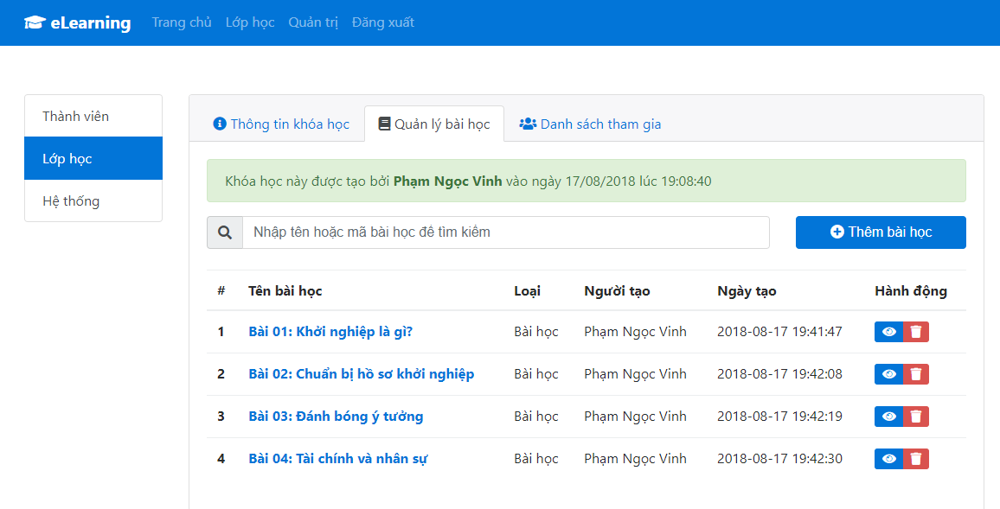 eLearning Trang chủ Lớp học Quản trị Đăng xuất
Thành viên
Lớp học
Hệ thống
Thông tin khóa học Quản lý bài học Danh sách tham gia
Khóa học này được tạo bởi Phạm Ngọc Vinh vào ngày 17/08/2018 lúc 19:08:40
Nhập tên hoặc mã bài học để tìm kiếm Thêm bài học
# Tên bài học Loại Người tạo Ngày tạo Hành động
1 Bài 01: Khởi nghiệp là gì? Bài học Phạm Ngọc Vinh 2018-08-17 19:41:47
2 Bài 02: Chuẩn bị hồ sơ khởi nghiệp Bài học Phạm Ngọc Vinh 2018-08-17 19:42:08
3 Bài 03: Đánh bóng ý tưởng Bài học Phạm Ngọc Vinh 2018-08-17 19:42:19
4 Bài 04: Tài chính và nhân sự Bài học Phạm Ngọc Vinh 2018-08-17 19:42:30